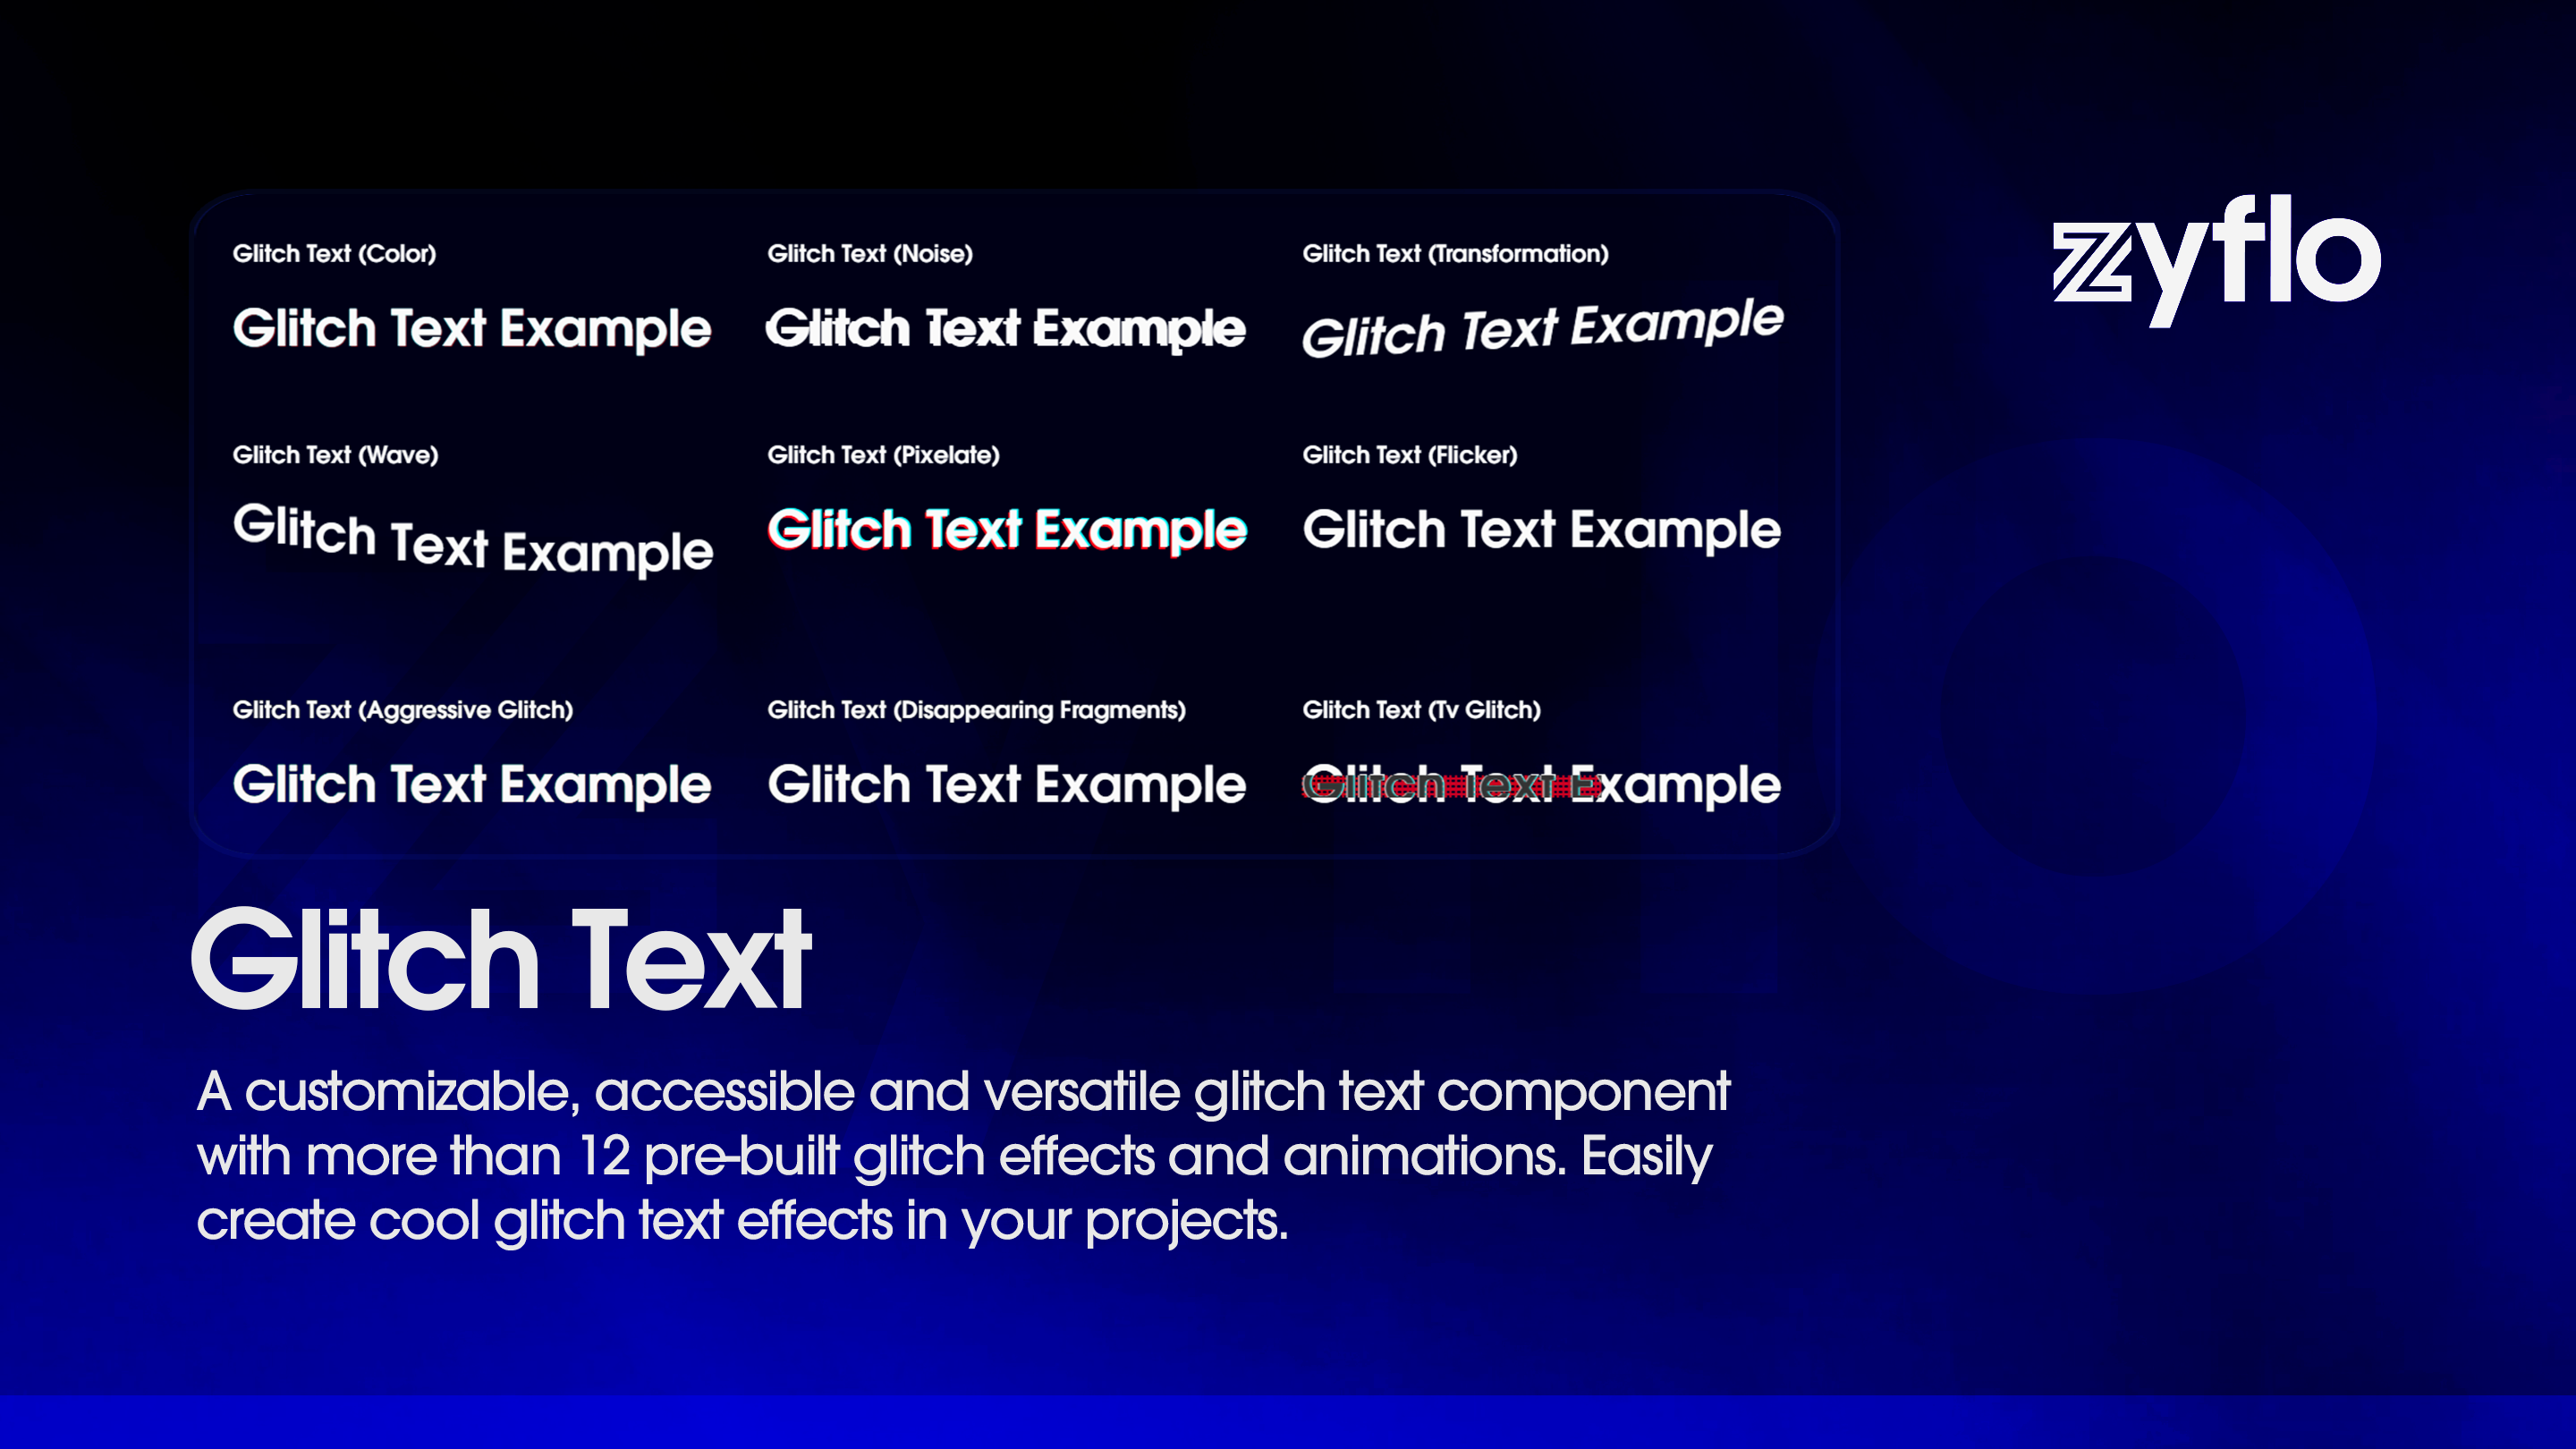 Glitch Text (Color)
Glitch Text (Noise)
Glitch Text (Transformation)
zyflo
Glitch Text Example
Glitch Text Example
Glitch Text Example
Glitch Text (Wave)
Glitch Text (Pixelate)
Glitch Text (Flicker)
Glitch Text Example
Glitch Text Example
Glitch Text Example
Glitch Text (Aggressive Glitch)
Glitch Text (Disappearing Fragments)
Glitch Text (Tv Glitch)
Glitch Text Example
Glitch Text Example
Glitch Text Example
Glitch Text
A customizable, accessible and versatile glitch text component
with more than 12 pre-built glitch effects and animations. Easily
create cool glitch text effects in your projects.